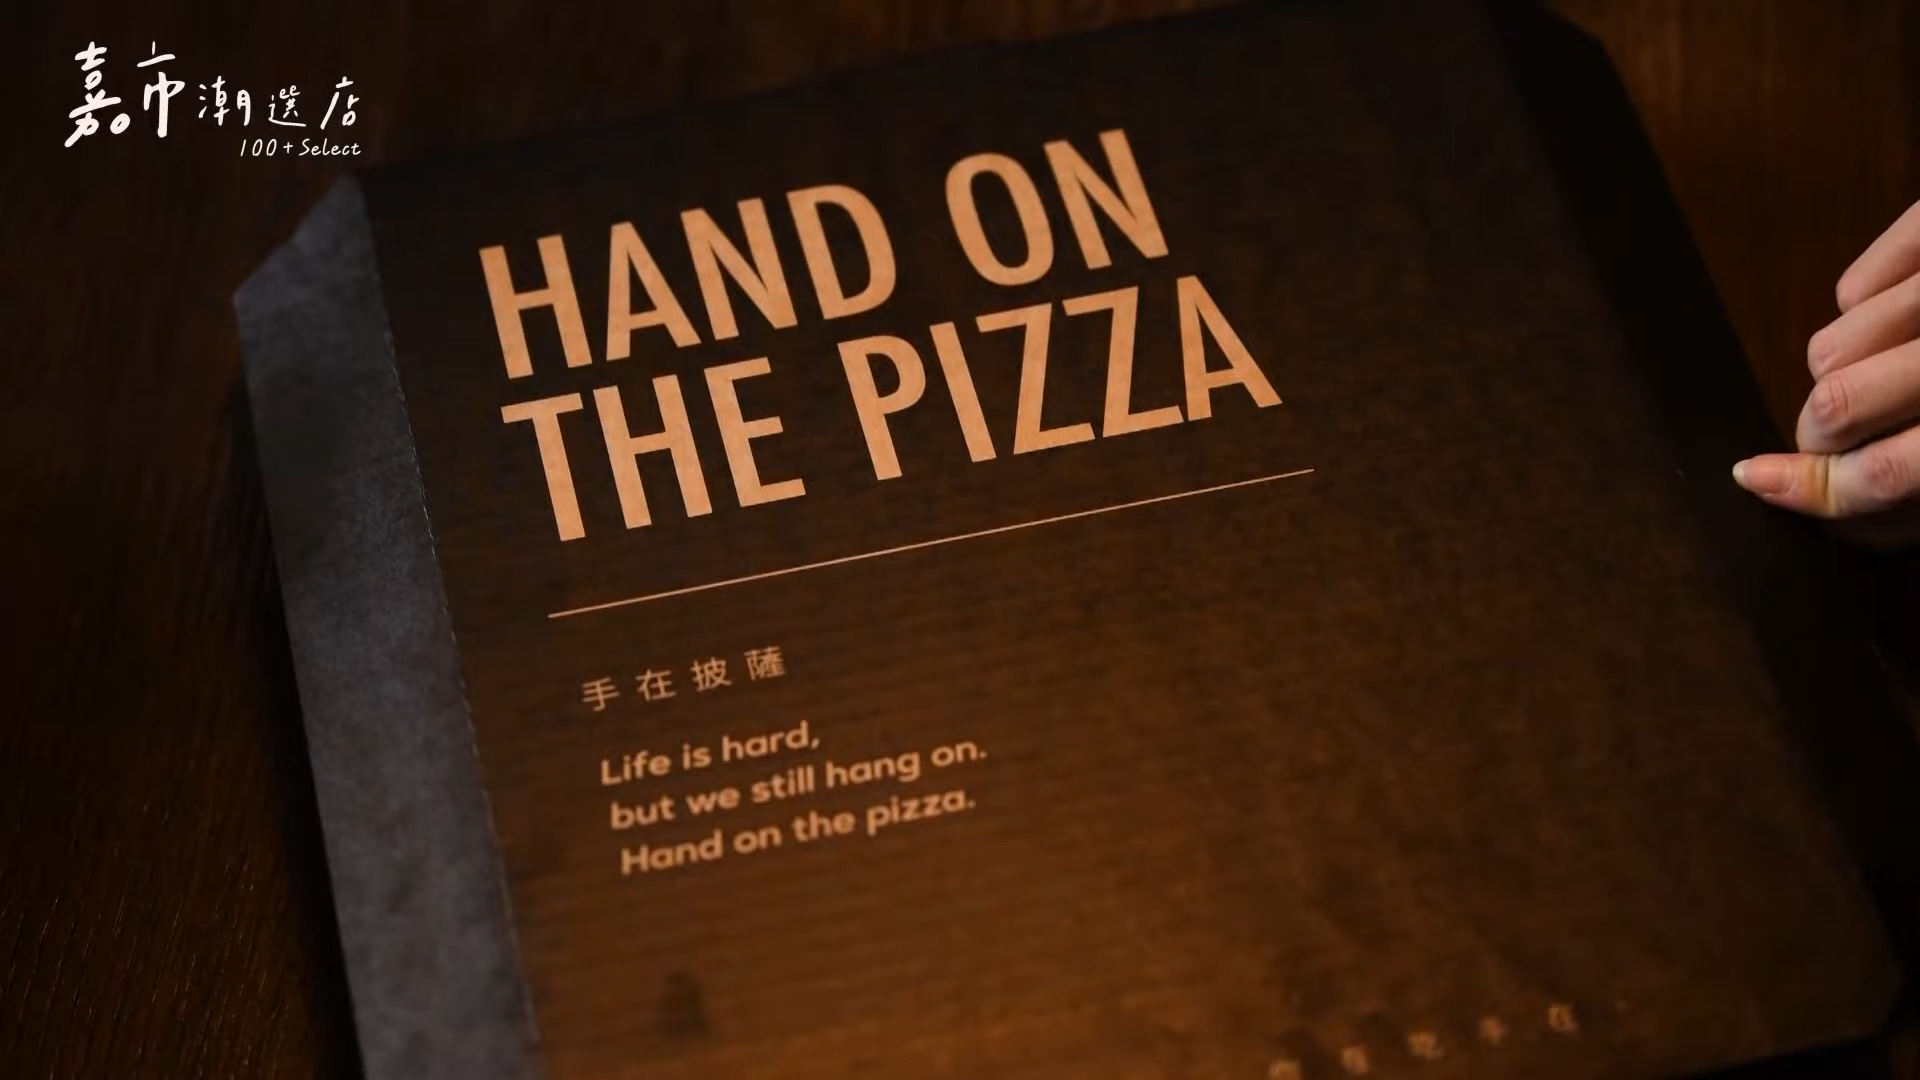 嘉市潮選店
100+Select
HAND ON
THE PIZZA
手在披薩
Life is hard,
but we still hang on.
Hand on the pizza.